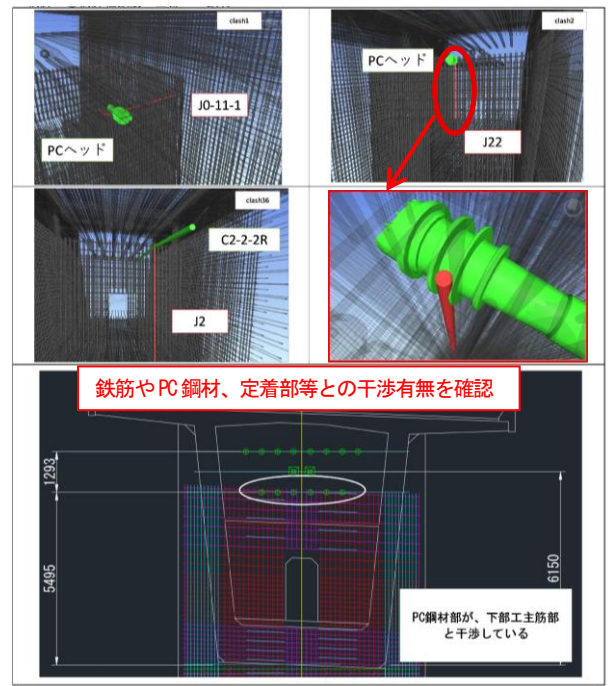 clash1
J0-11-1
PCヘッド
clash2
PCヘッド
J22
clash36
C2-2-2R
J2
鉄筋やPC鋼材、定着部等との干渉有無を確認
1293
5495
6150
PC鋼材部が、下部工主筋部
と干渉している